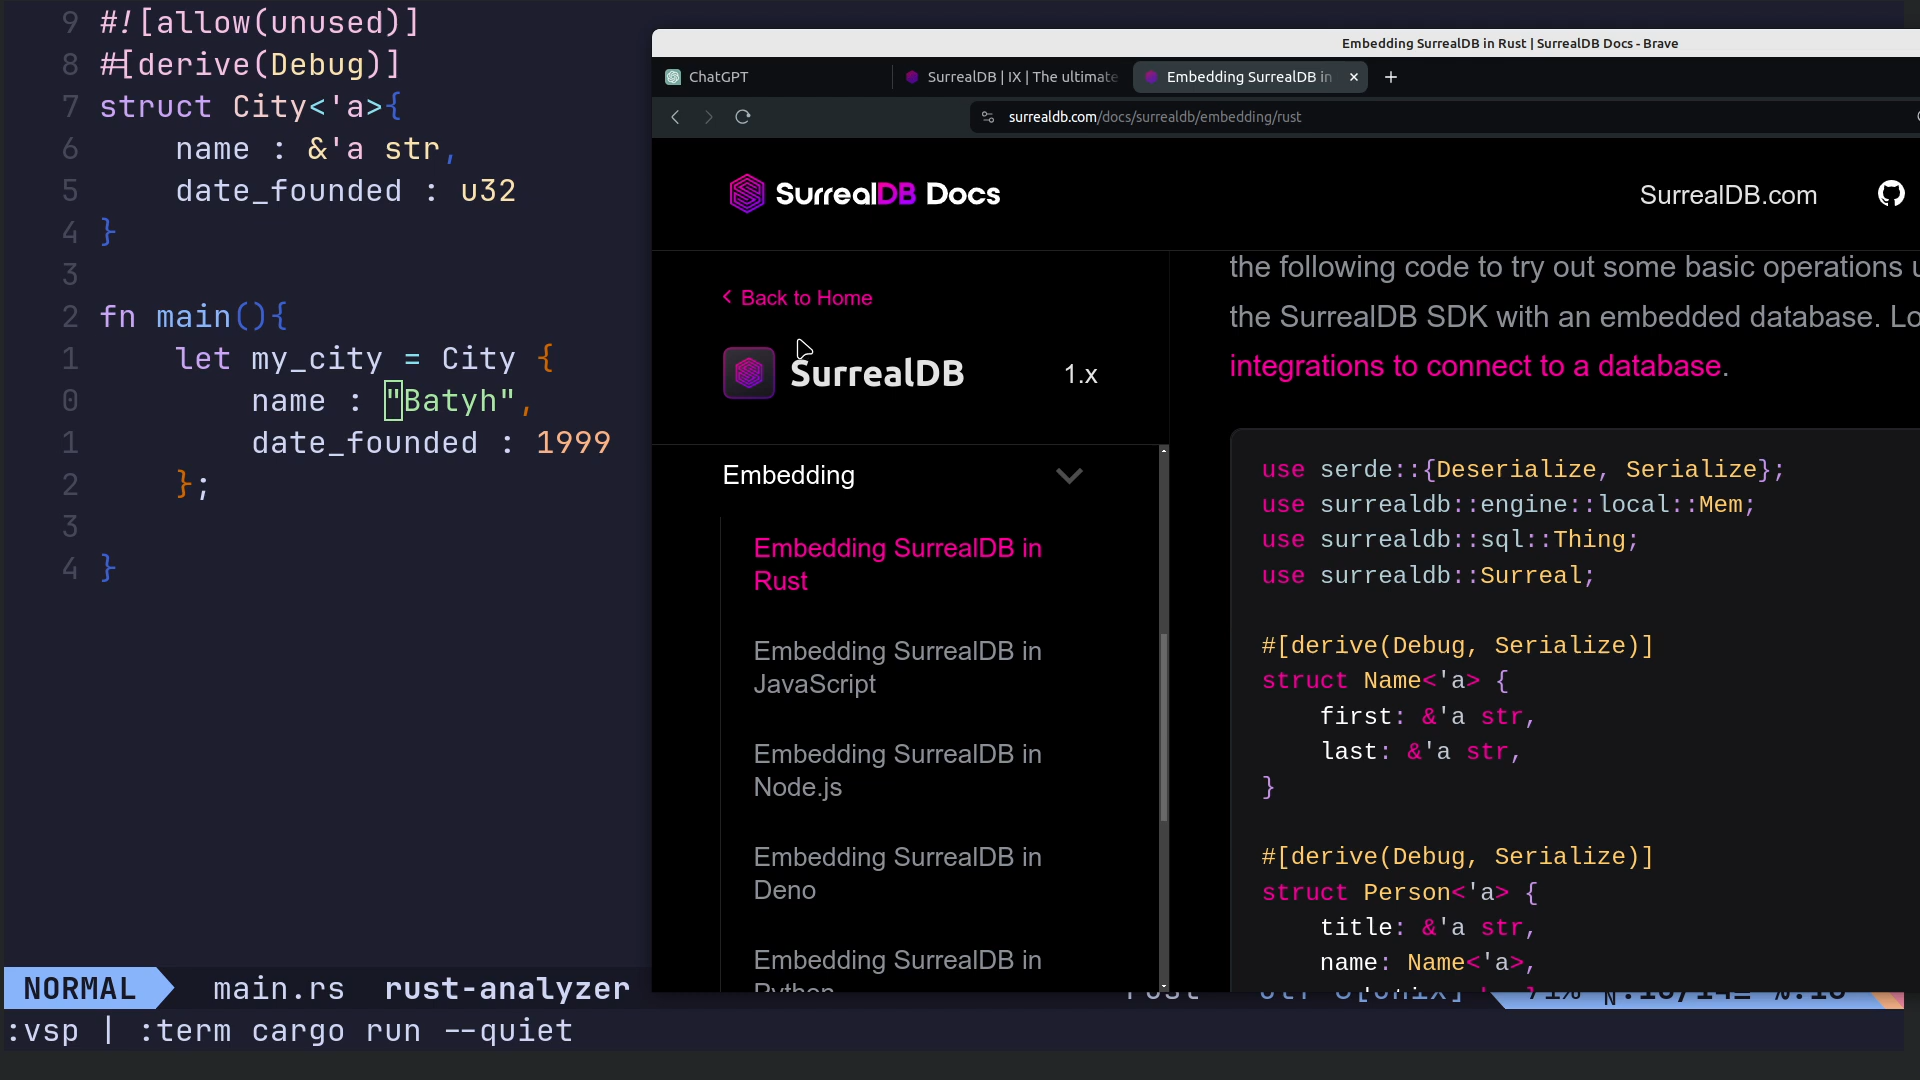 9 #![allow(unused)]
8 #[derive(Debug)]
7 struct City<'a>{
6     name : &'a str,
5     date_founded : u32
4 }
3
2 fn main(){
1     let my_city = City {
0         name : "Batyh",
1         date_founded : 1999
2     };
3
4 }
NORMAL main.rs rust-analyzer
:vsp | :term cargo run --quiet
Embedding SurrealDB in Rust | SurrealDB Docs - Brave
ChatGPT
SurrealDB | IX | The ultimate
Embedding SurrealDB in
surrealdb.com/docs/surrealdb/embedding/rust
SurrealDB Docs
SurrealDB.com
Back to Home
SurrealDB 1.x
Embedding
Embedding SurrealDB in
Rust
Embedding SurrealDB in
JavaScript
Embedding SurrealDB in
Node.js
Embedding SurrealDB in
Deno
Embedding SurrealDB in
Python
the following code to try out some basic operations
the SurrealDB SDK with an embedded database.
integrations to connect to a database.
use serde::{Deserialize, Serialize};
use surrealdb::engine::local::Mem;
use surrealdb::sql::Thing;
use surrealdb::Surreal;
#[derive(Debug, Serialize)]
struct Name<'a> {
    first: &'a str,
    last: &'a str,
}
#[derive(Debug, Serialize)]
struct Person<'a> {
    title: &'a str,
    name: Name<'a>,